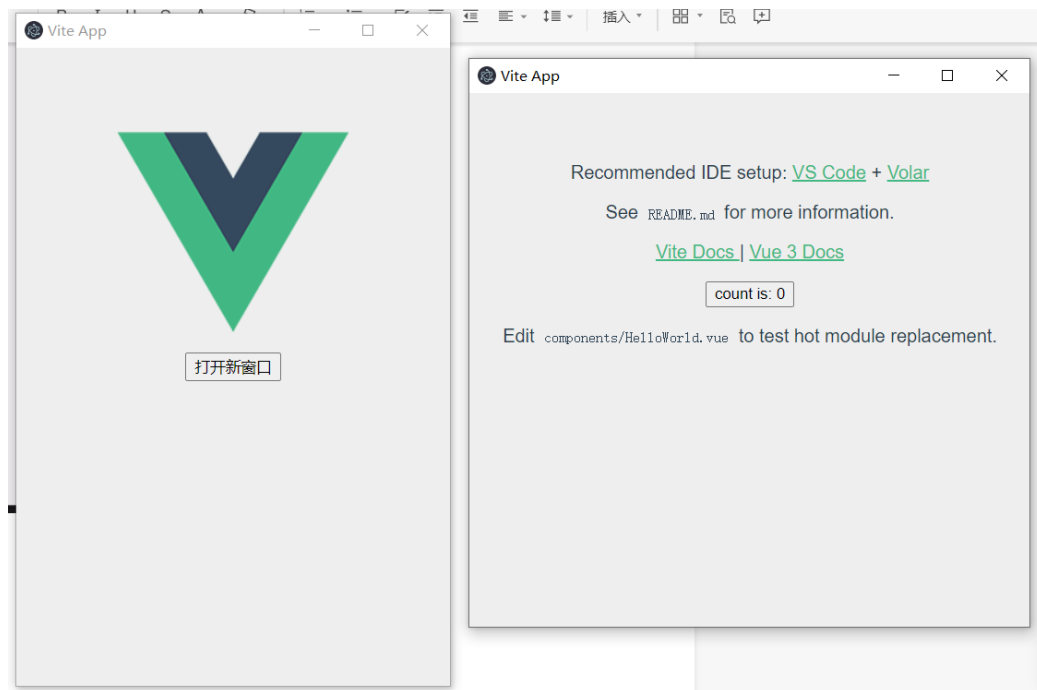 插入
Vite App
打开新窗口
Vite App
Recommended IDE setup: VS Code + Volar
See README.md for more information.
Vite Docs | Vue 3 Docs
count is: 0
Edit components/HelloWorld.vue to test hot module replacement.